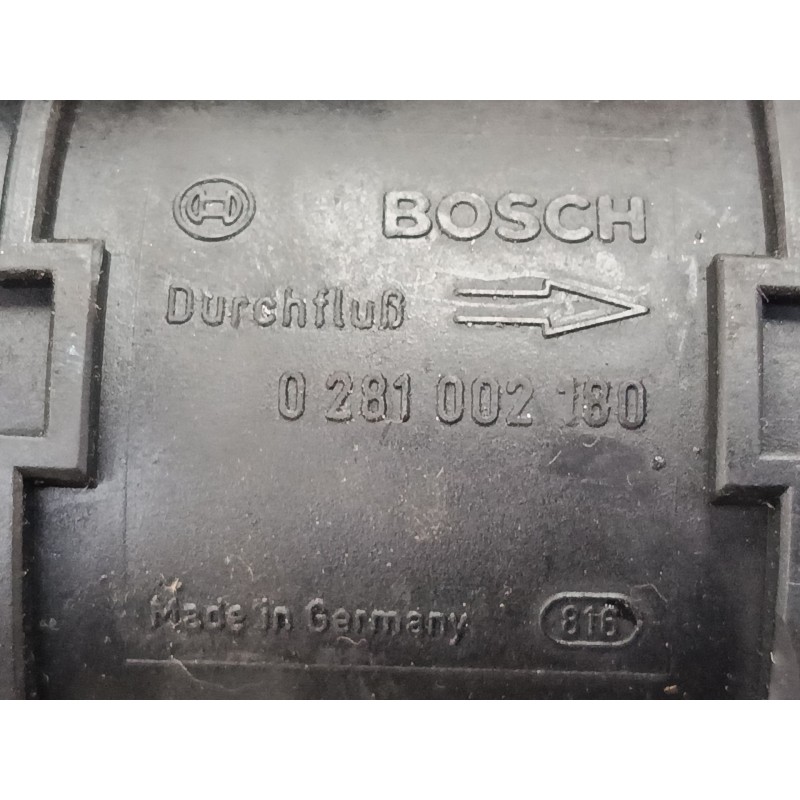 BOSCH
Durchfluß
0 281 002 180
Made in Germany 816